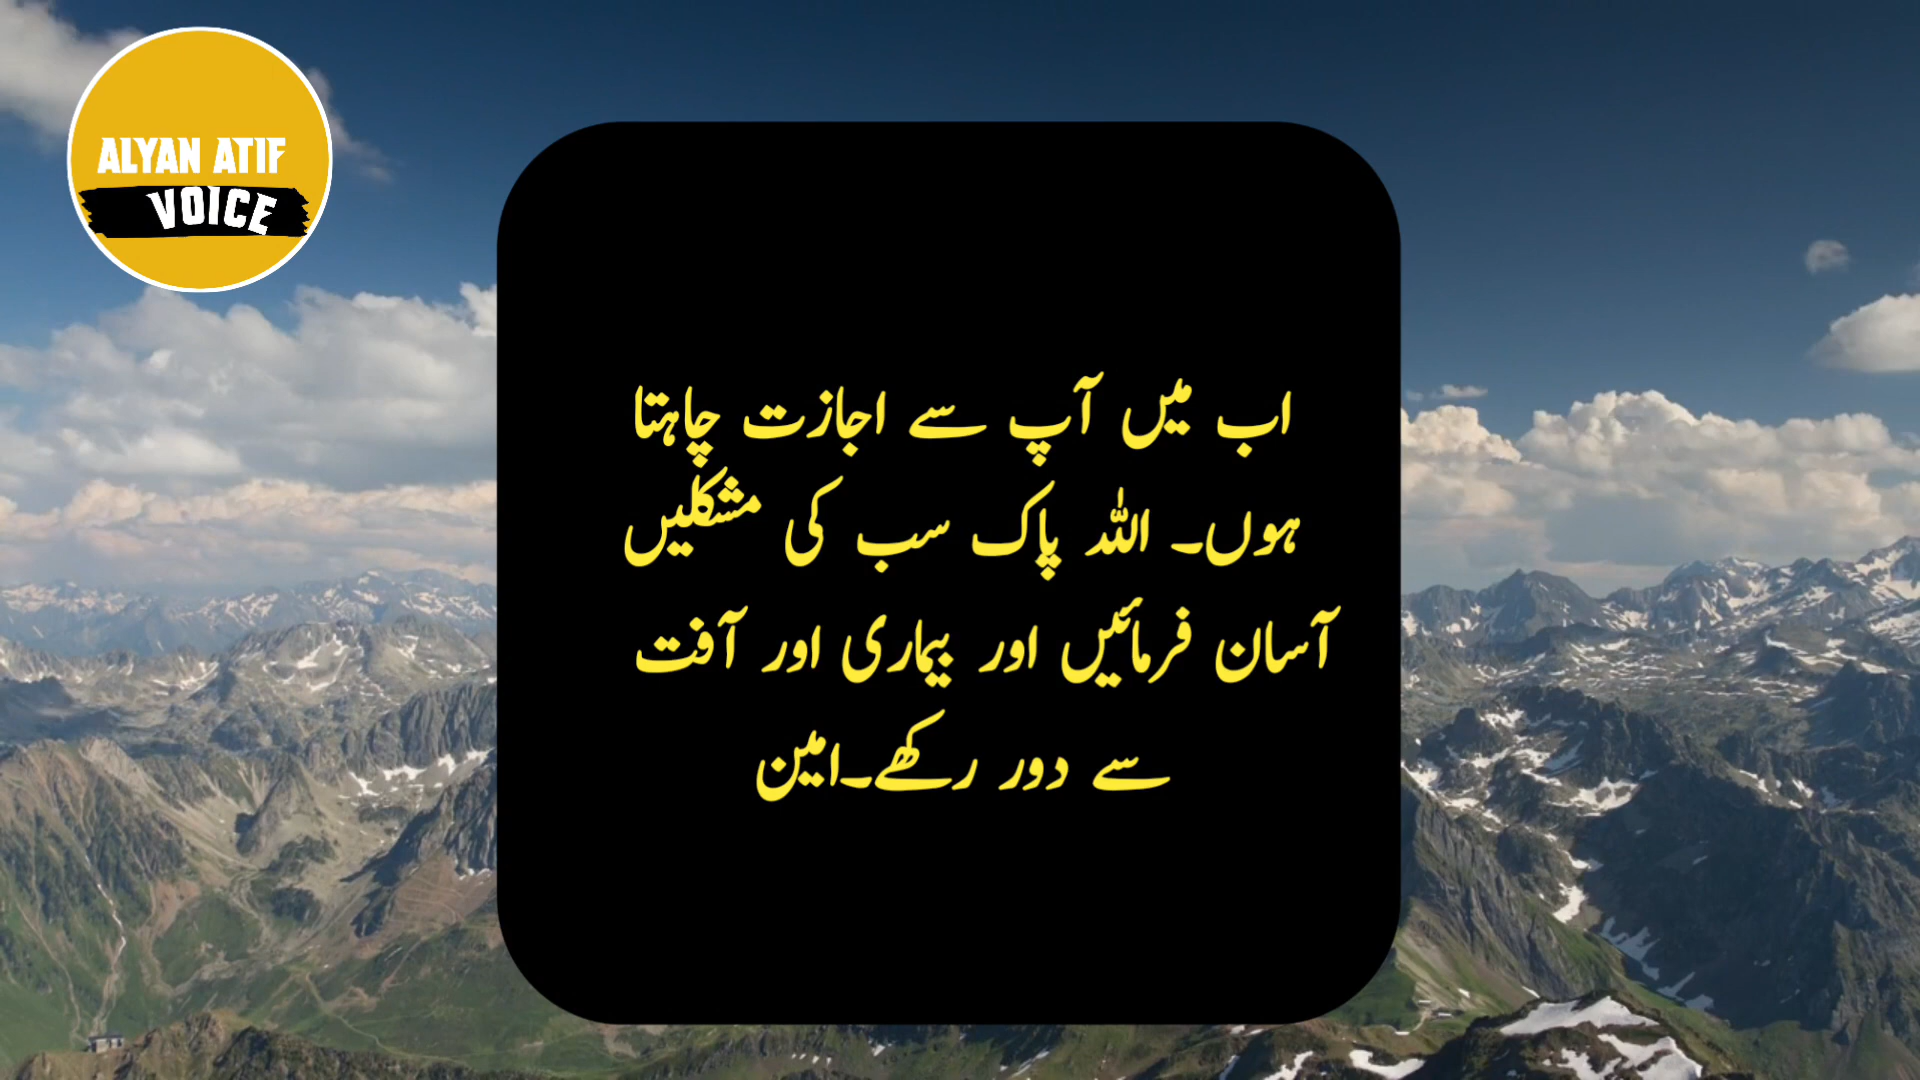 ALYAN ATIF
VOICE
اب میں آپ سے اجازت چاہتا
ہوں۔ اللہ پاک سب کی مشکلیں
آسان فرمائیں اور بیماری اور آفت
سے دور رکھے۔امین